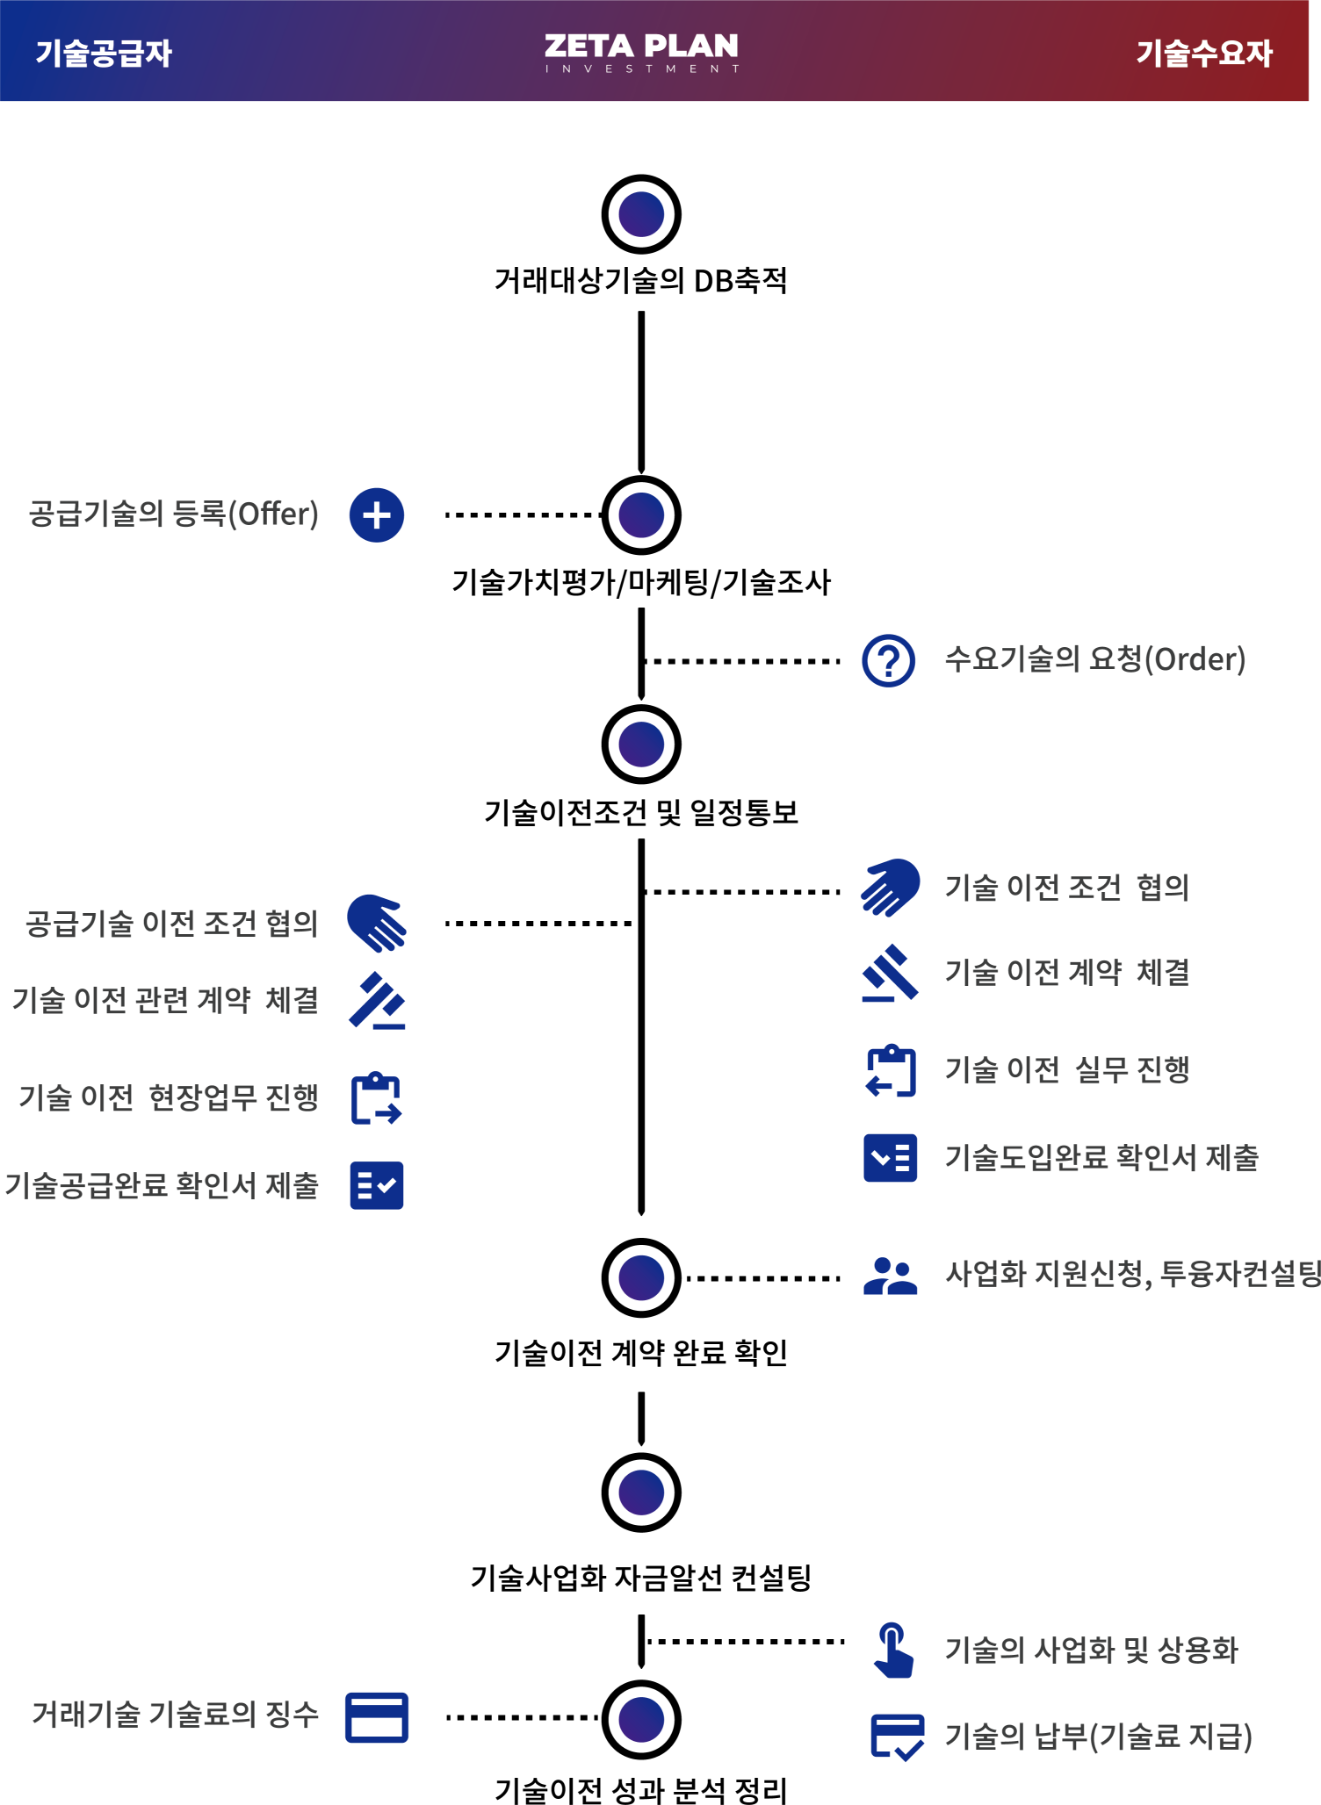 기술공급자
ZETA PLAN
INVESTMENT
기술수요자
거래대상기술의 DB축적
공급기술의 등록(Offer)
기술가치평가/마케팅/기술조사
수요기술의 요청(Order)
기술이전조건 및 일정통보
기술 이전 조건 협의
공급기술 이전 조건 협의
기술 이전 계약 체결
기술 이전 관련 계약 체결
기술 이전 실무 진행
기술 이전 현장업무 진행
기술도입완료 확인서 제출
기술공급완료 확인서 제출
사업화 지원신청, 투융자컨설팅
기술이전 계약 완료 확인
기술사업화 자금알선 컨설팅
기술의 사업화 및 상용화
거래기술 기술료의 징수
기술의 납부(기술료 지급)
기술이전 성과 분석 정리